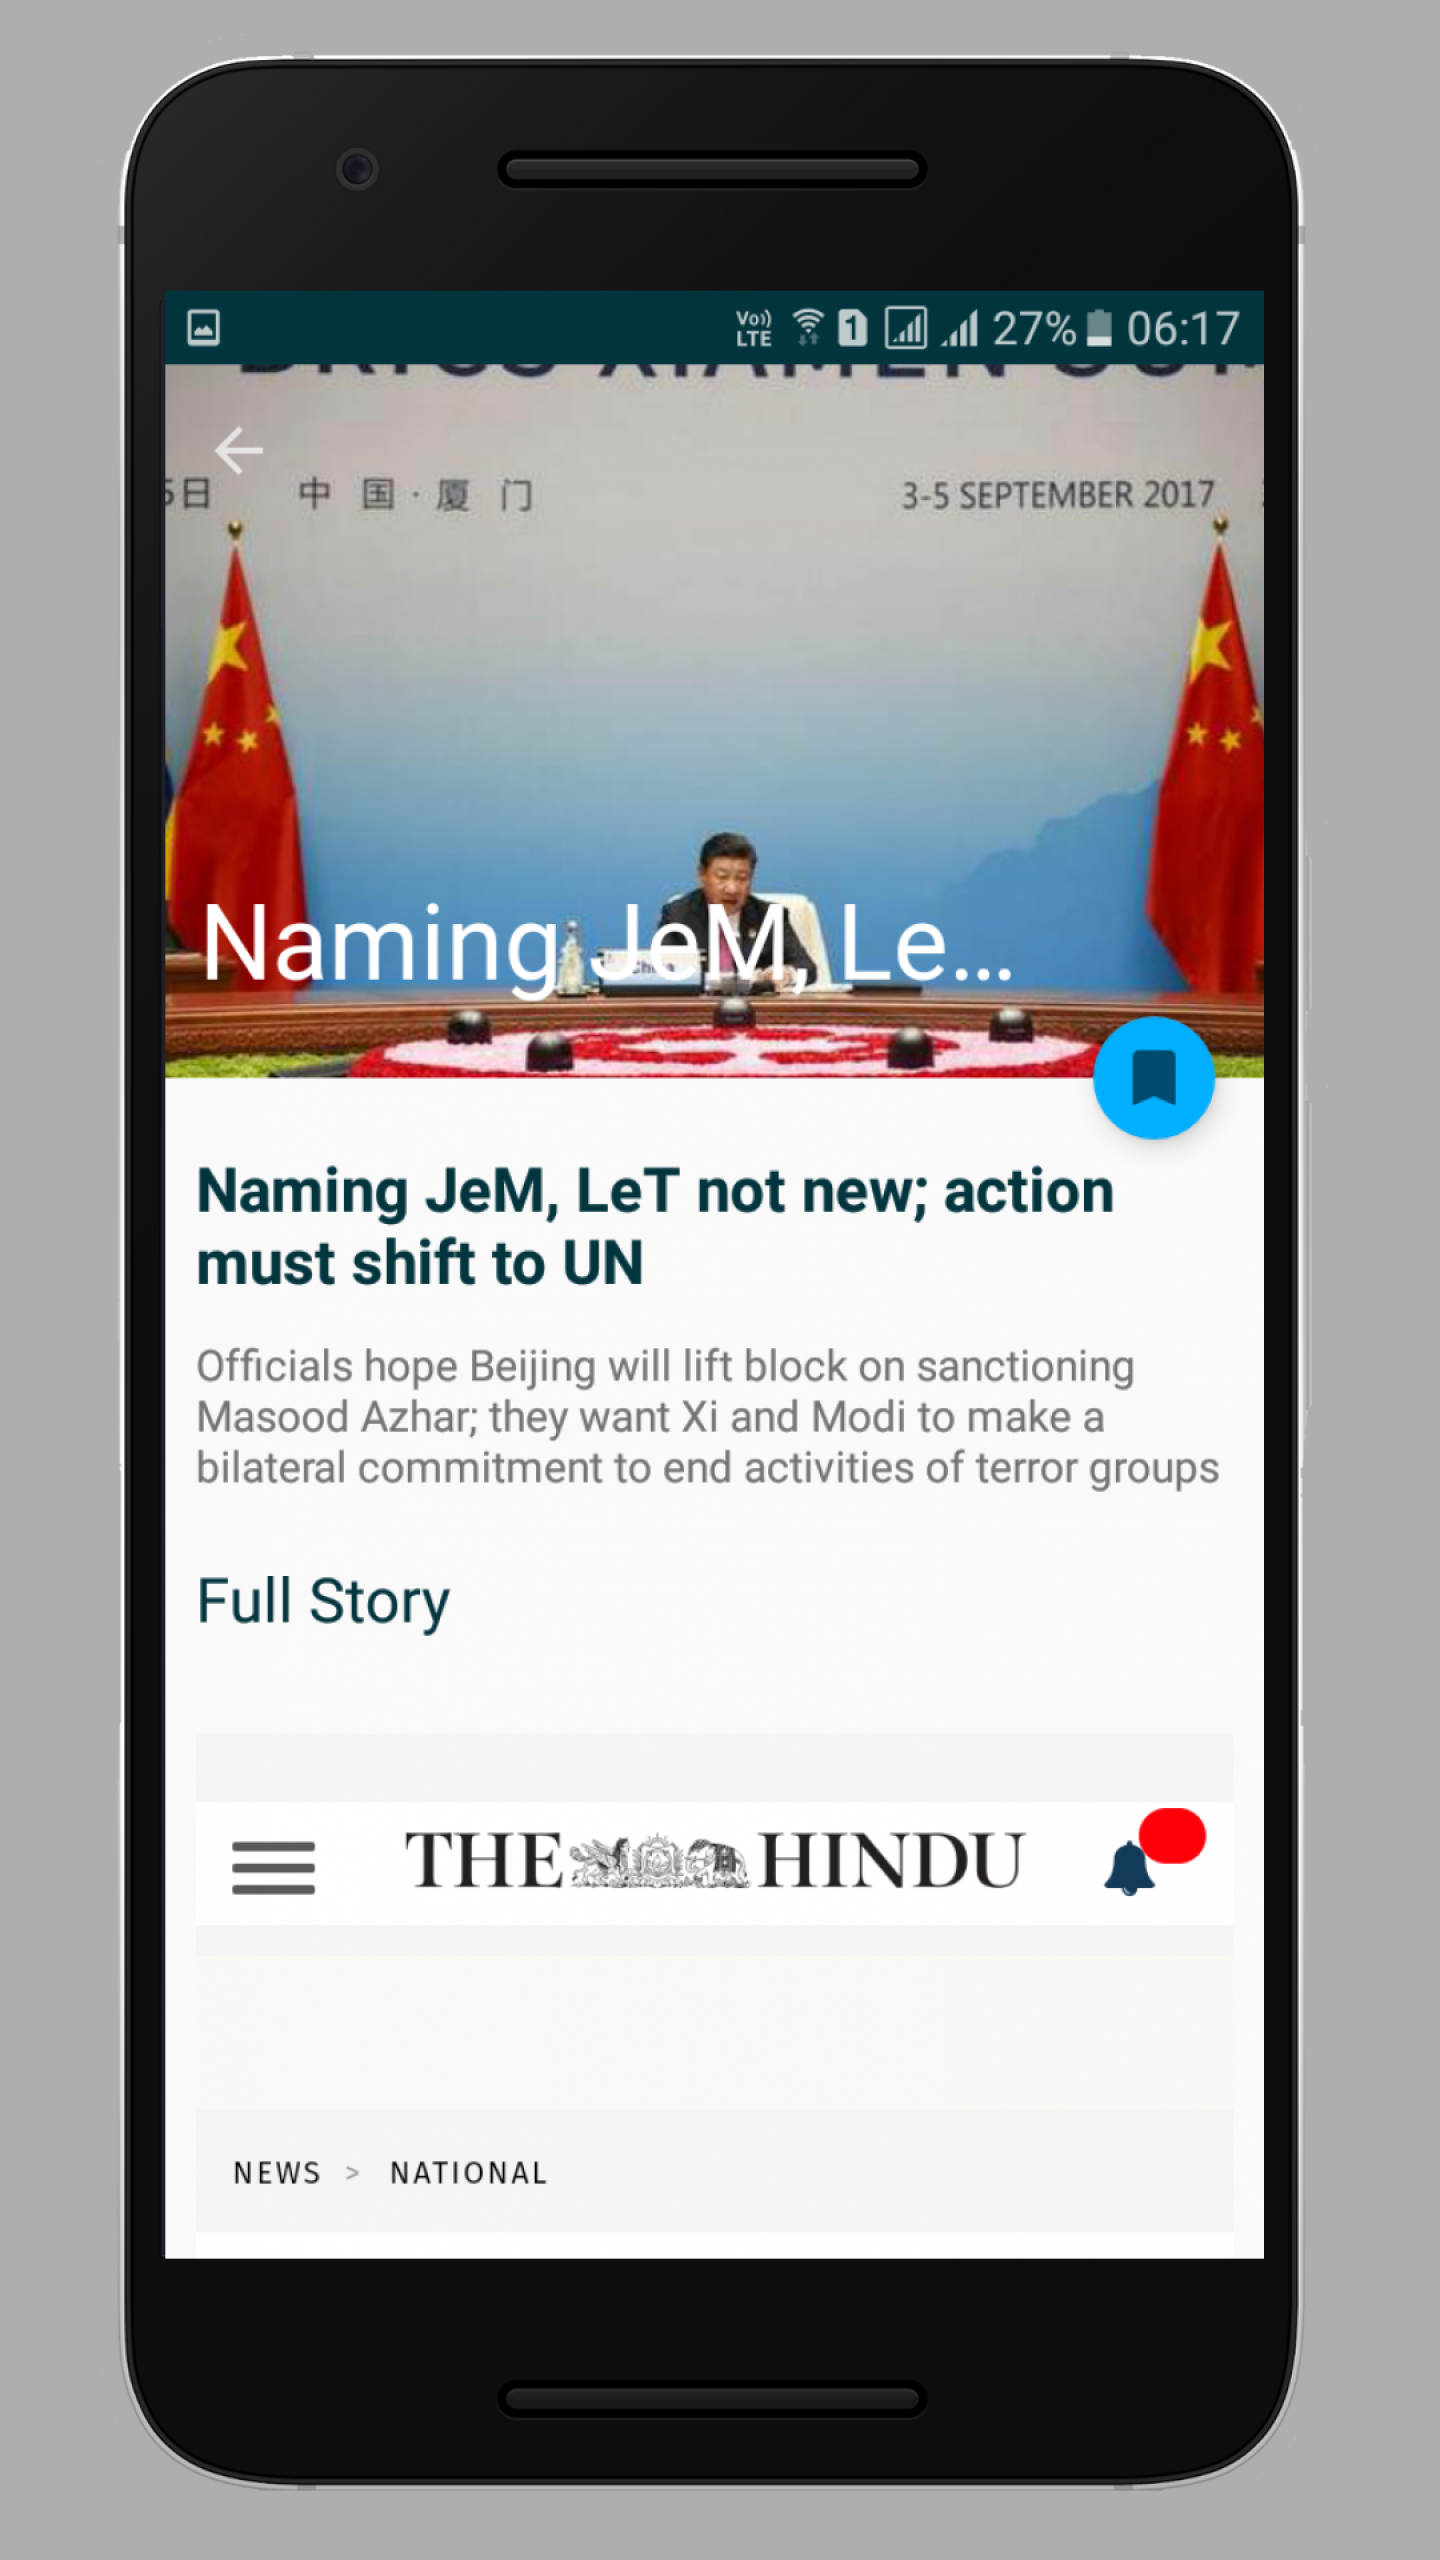 Vo)) LTE 1 27% 06:17
BRICS XIAMEN
5日 中国·厦门 3-5 SEPTEMBER 2017
Naming JeM, Le...
China
Naming JeM, LeT not new; action
must shift to UN
Officials hope Beijing will lift block on sanctioning
Masood Azhar; they want Xi and Modi to make a
bilateral commitment to end activities of terror groups
Full Story
THE HINDU
NEWS > NATIONAL